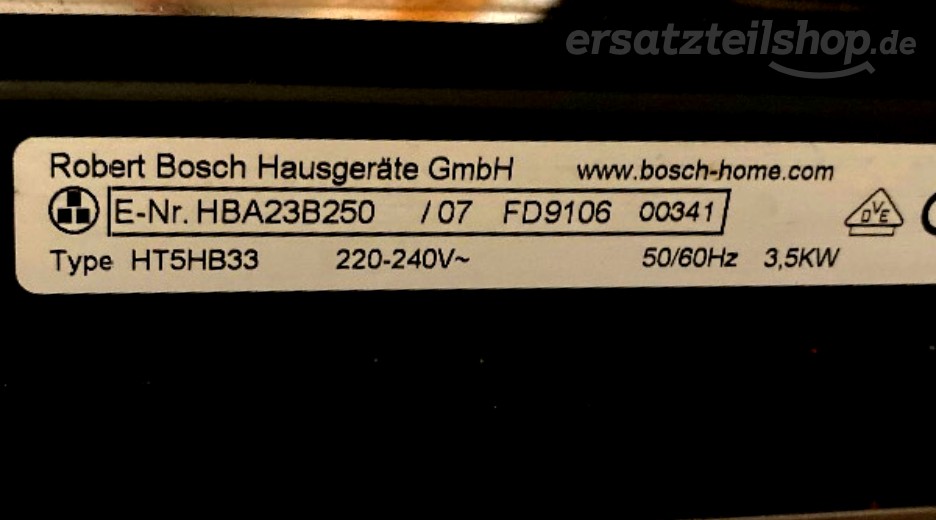 ersatzteilshop.de
Robert Bosch Hausgeräte GmbH www.bosch-home.com
E-Nr. HBA23B250 / 07 FD9106 00341
Type HT5HB33 220-240V~ 50/60Hz 3,5KW